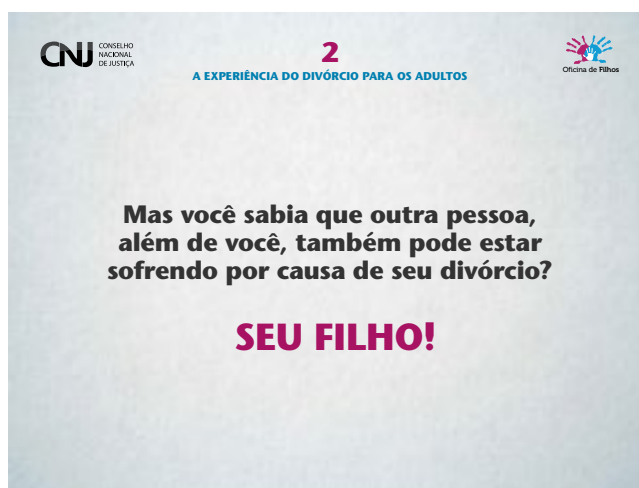 CNJ
CONSELHO
NACIONAL
DE JUSTIÇA
2
A EXPERIÊNCIA DO DIVÓRCIO PARA OS ADULTOS
Oficina de Filhos
Mas você sabia que outra pessoa,
além de você, também pode estar
sofrendo por causa de seu divórcio?
SEU FILHO!